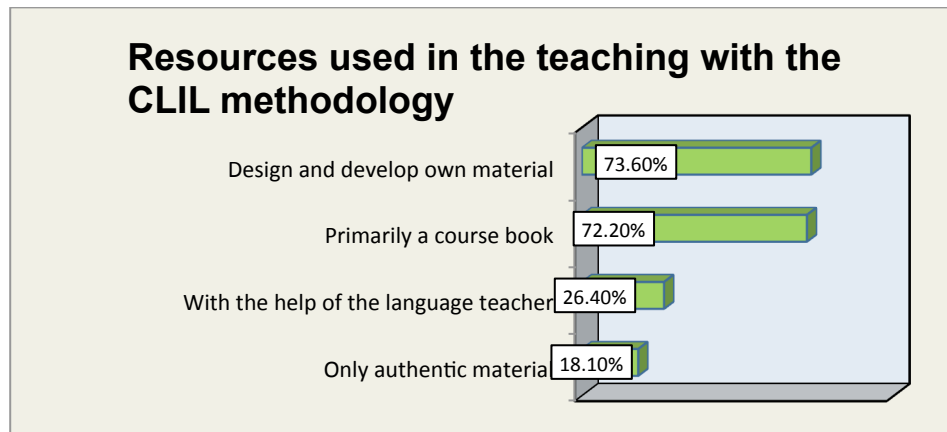 Resources used in the teaching with the
CLIL methodology
Design and develop own material
73.60%
Primarily a course book
72.20%
With the help of the language teacher
26.40%
Only authentic material
18.10%